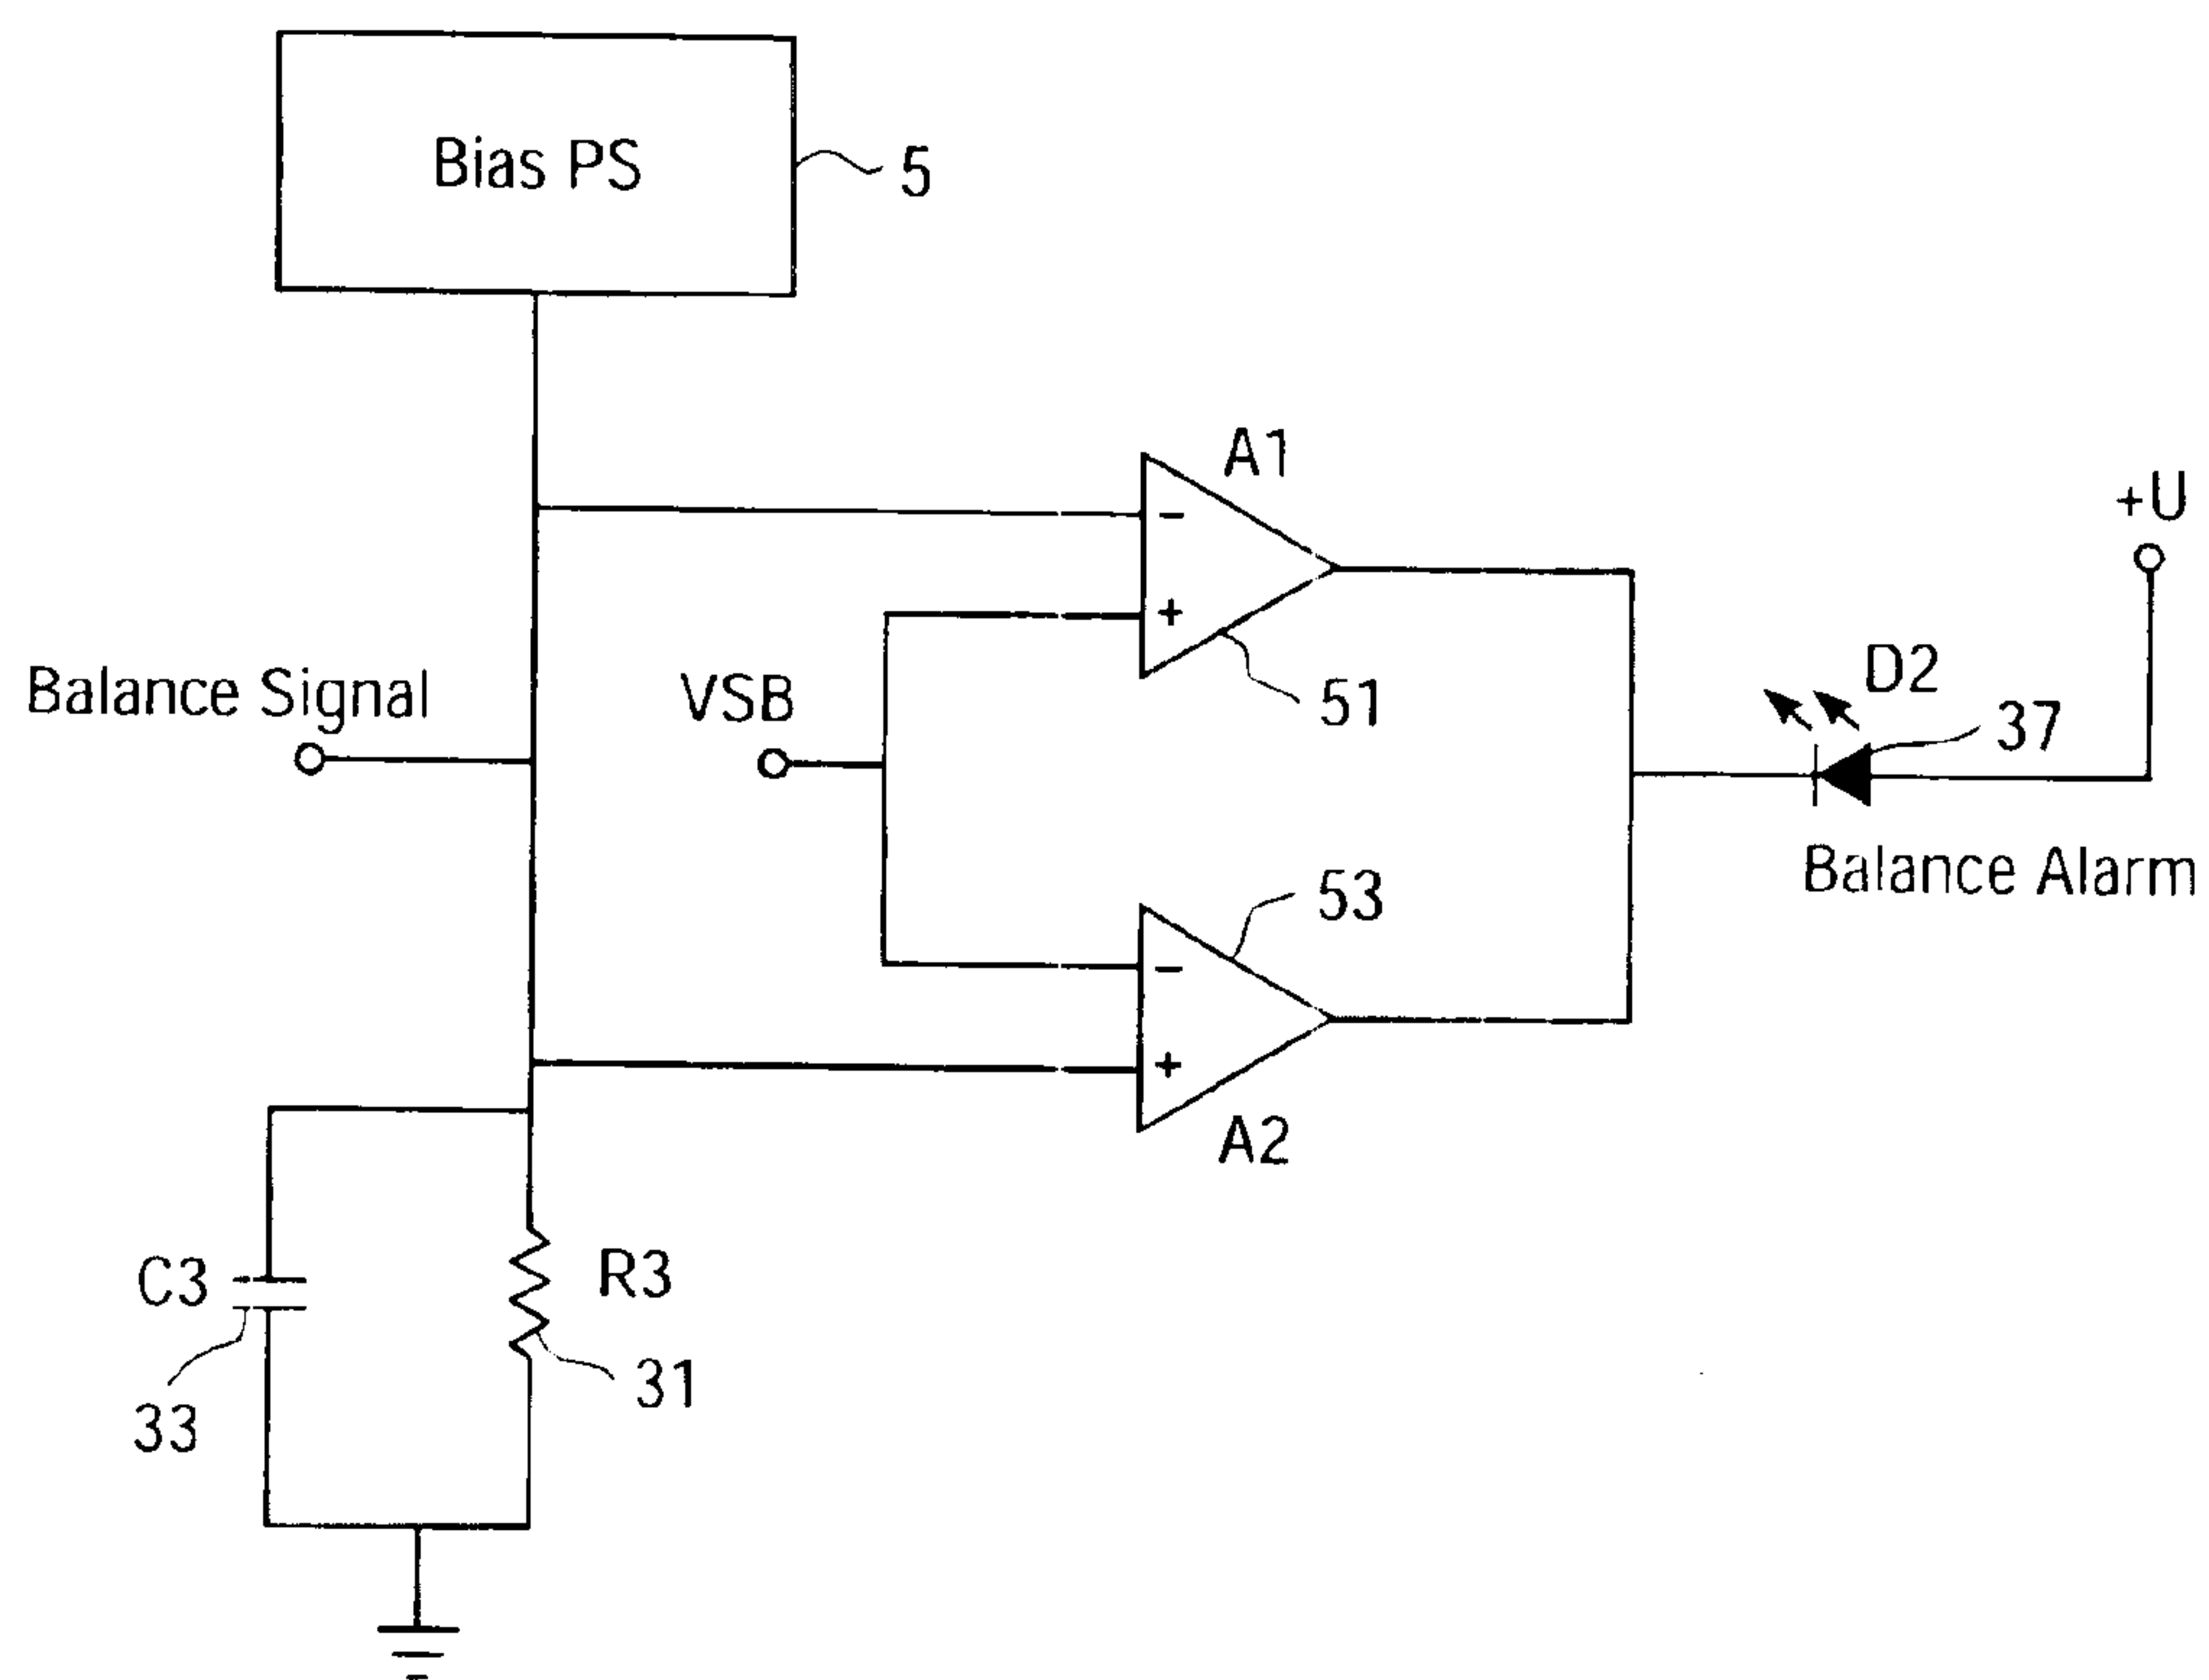 Bias PS
5
A1
−
+
51
+U
Balance Signal
VSB
D2
37
Balance Alarm
53
−
+
A2
C3
33
R3
31